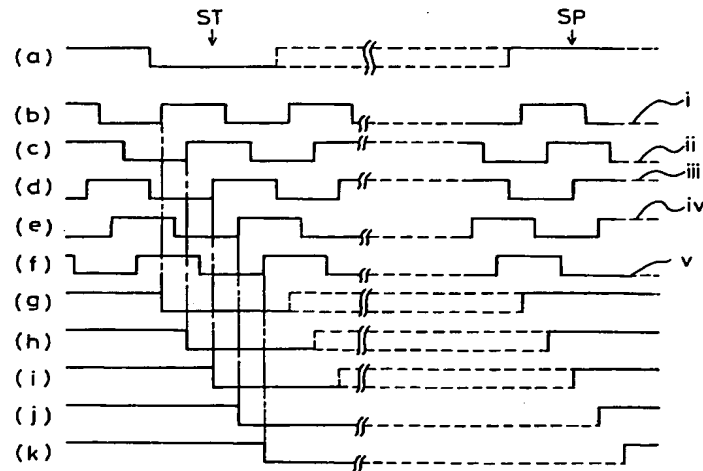 ST SP
(a)
(b) i
(c) ii
(d) iii
(e) iv
(f) v
(g)
(h)
(i)
(j)
(k)